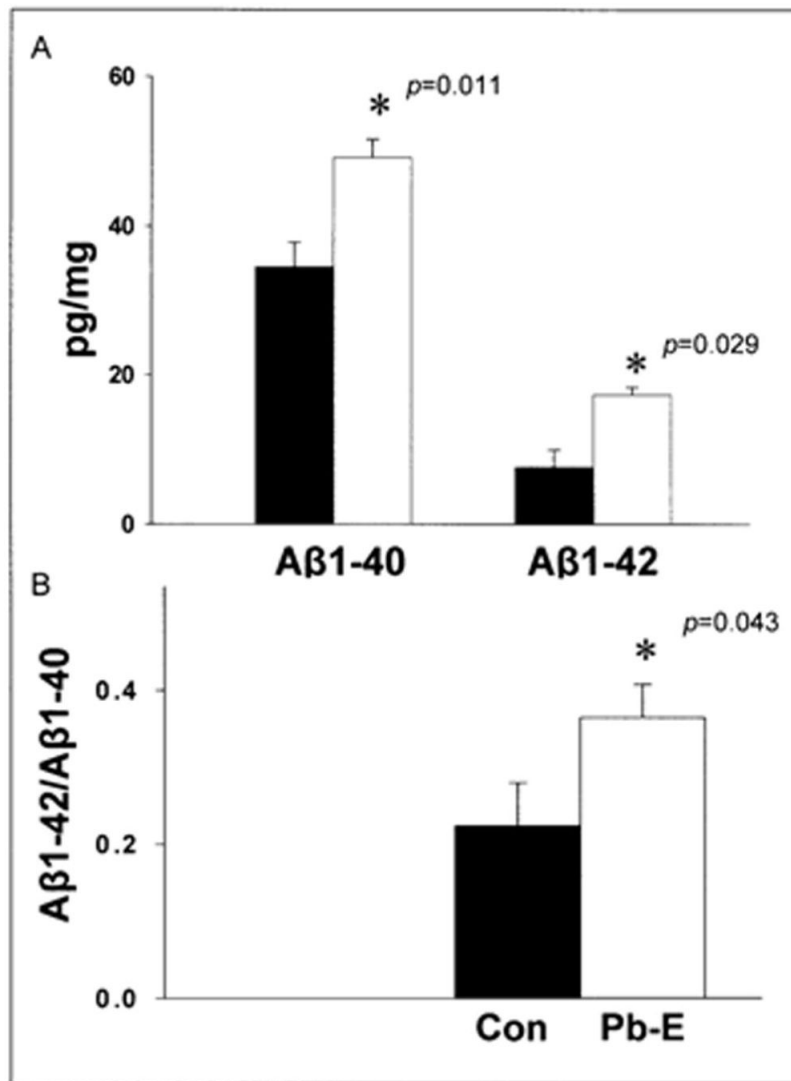 A
60
* p=0.011
40
pg/mg
* p=0.029
20
0
Aβ1-40 Aβ1-42
B
p=0.043
*
0.4
Aβ1-42/Aβ1-40
0.2
0.0
Con Pb-E